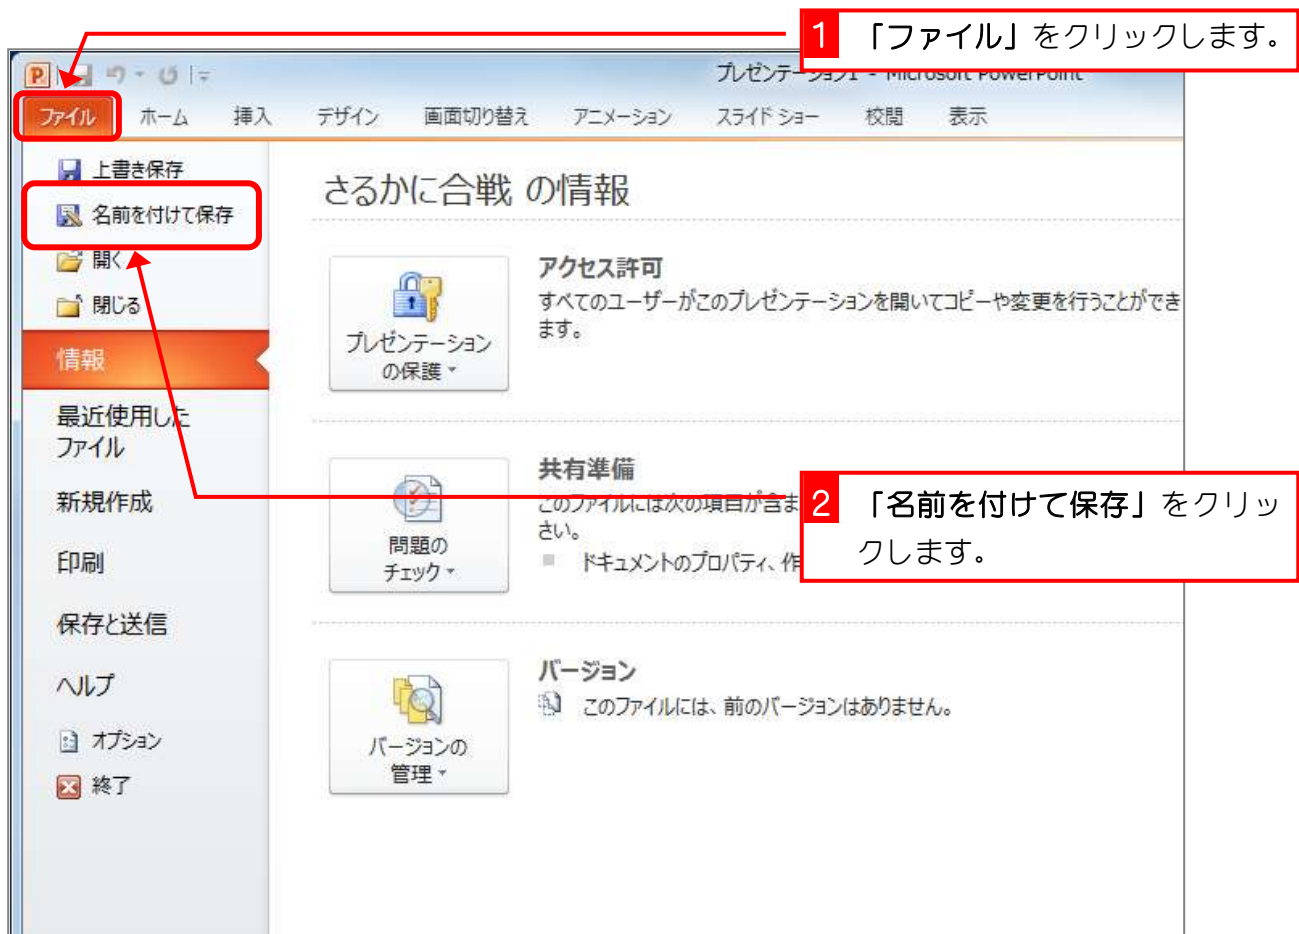 1 「ファイル」をクリックします。
プレゼンテーション1 - Microsoft PowerPoint
ファイル ホーム 挿入 デザイン 画面切り替え アニメーション スライド ショー 校閲 表示
上書き保存
名前を付けて保存
開く
閉じる
情報
最近使用した
ファイル
新規作成
印刷
保存と送信
ヘルプ
オプション
終了
さるかに合戦 の情報
プレゼンテーション
の保護
アクセス許可
すべてのユーザーがこのプレゼンテーションを開いてコピーや変更を行うことができ
ます。
問題の
チェック
共有準備
このファイルには次の項目が含ま
さい。
ドキュメントのプロパティ、作
2 「名前を付けて保存」をクリッ
クします。
バージョンの
管理
バージョン
このファイルには、前のバージョンはありません。